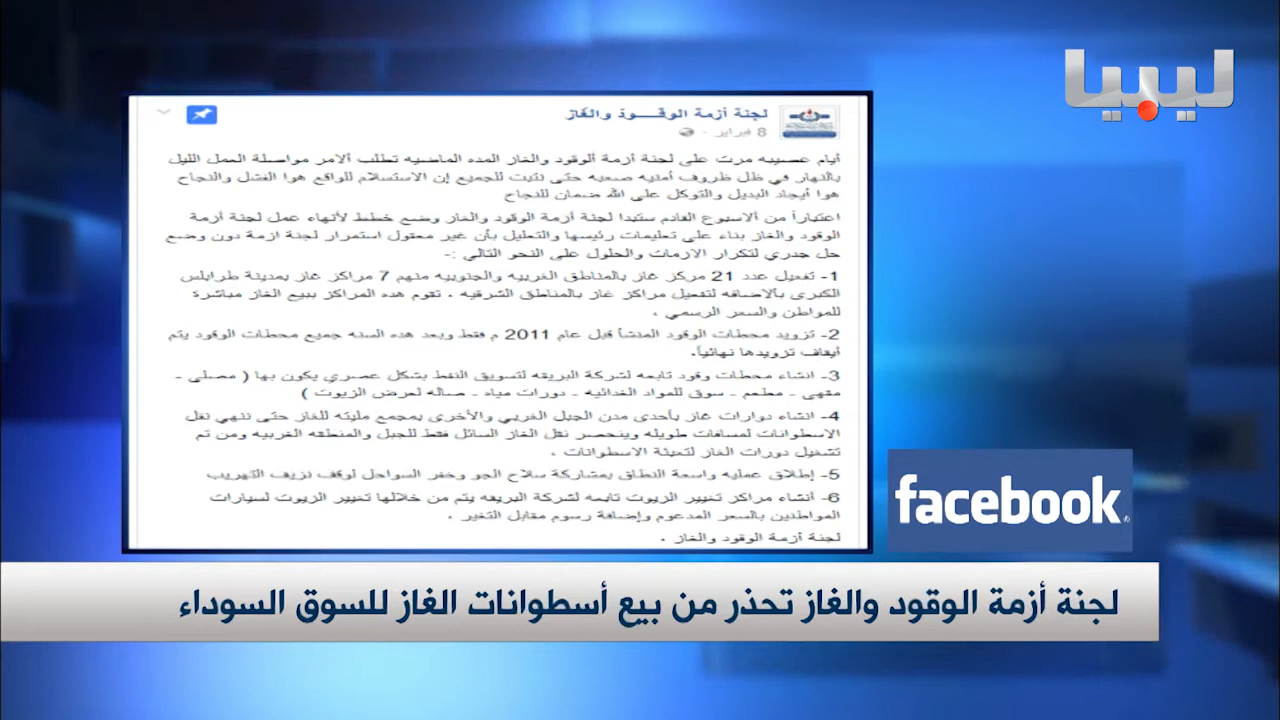 ليبيا
لجنة أزمة الوقـــود والغاز
8 فبراير ·
أيام عصيبه مرت على لجنة أزمة ألوقود والغاز المده الماضيه تطلب ألامر مواصلة العمل الليل
بالنهار في ظل ظروف أمنيه صعبه حتى نثبت للجميع إن الاستسلام للواقع هوا الفشل والنجاح
هوا أيجاد البديل والتوكل على الله ضمان للنجاح
اعتباراً من ألاسبوع القادم ستبدا لجنة أزمة الوقود والغاز وضع خطط لأنهاء عمل لجنة أزمة
الوقود والغاز بناء على تعليمات رئيسها والتعليل بأن غير معقول استمرار لجنة ازمة دون وضع
حل جدري لتكرار الازمات والحلول على النحو التالي :-
1- تفعيل عدد 21 مركز غاز بالمناطق الغربيه والجنوبيه منهم 7 مراكز غاز بمدينة طرابلس
الكبرى بألاضافه لتفعيل مراكز غاز بالمناطق الشرقيه . تقوم هده المراكز ببيع الغاز مباشرة
للمواطن والسعر الرسمي .
2- تزويد محطات الوقود المنشأ قبل عام 2011 م فقط وبعد هده السنه جميع محطات الوقود يتم
أيقاف تزويدها نهائياً.
3- انشاء محطات وقود تابعه لشركة البريقه لتسويق النفط بشكل عصري يكون بها ( مصلى -
مقهى - مطعم - سوق للمواد الغدائيه - دورات مياه - صاله لعرض الزيوت )
4- انشاء دوارات غاز بأحدى مدن الجبل الغربي والأخرى بمجمع مليته للغاز حتى ننهي نقل
الاسطوانات لمسافات طويله وينحصر نقل الغاز السائل فقط للجبل والمنطقه الغربيه ومن تم
تشغيل دورات الغاز لتعبئة الاسطوانات .
5- إطلاق عمليه واسعة النطاق بمشاركة سلاح الجو وخفر السواحل لوقف نزيف التهريب
6- أنشاء مراكز تغيير الزيوت تابعه لشركة البريقه يتم من خلالها تغيير الزيوت لسيارات
المواطنين بالسعر المدعوم وإضافة رسوم مقابل التغير .
لجنة أزمة الوقود والغاز .
facebook
لجنة أزمة الوقود والغاز تحذر من بيع أسطوانات الغاز للسوق السوداء